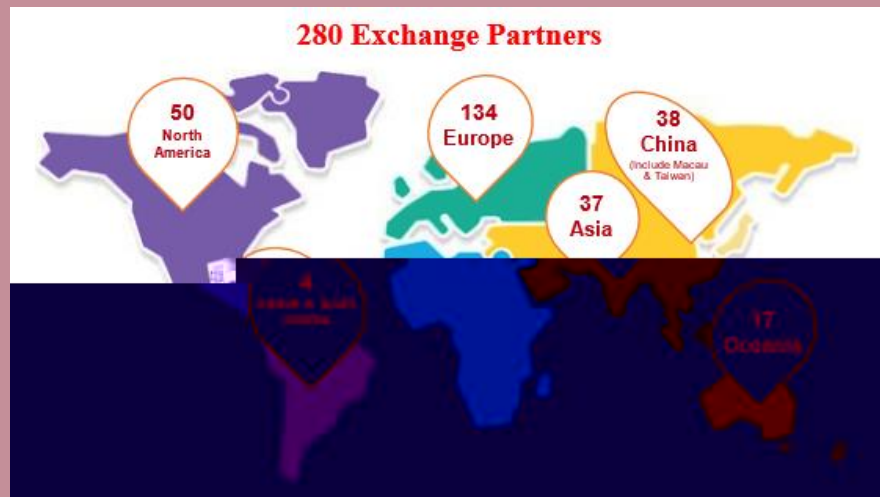 280 Exchange Partners
50
North
America
134
Europe
38
China
(Include Macau
& Taiwan)
37
Asia
4
17
Oceania